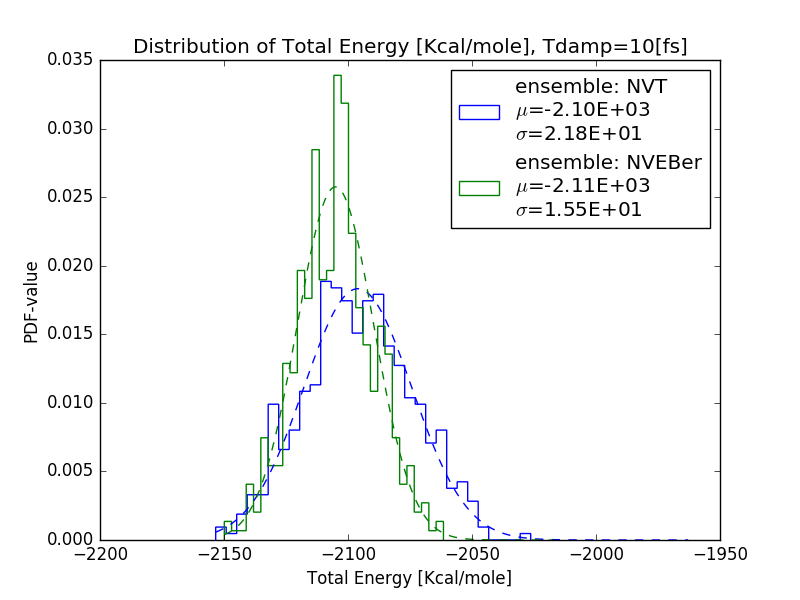 Distribution of Total Energy [Kcal/mole], Tdamp=10[fs]
0.035
0.030
0.025
0.020
0.015
0.010
0.005
0.000
PDF-value
ensemble: NVT
μ=-2.10E+03
σ=2.18E+01
ensemble: NVEBer
μ=-2.11E+03
σ=1.55E+01
−2200 −2150 −2100 −2050 −2000 −1950
Total Energy [Kcal/mole]